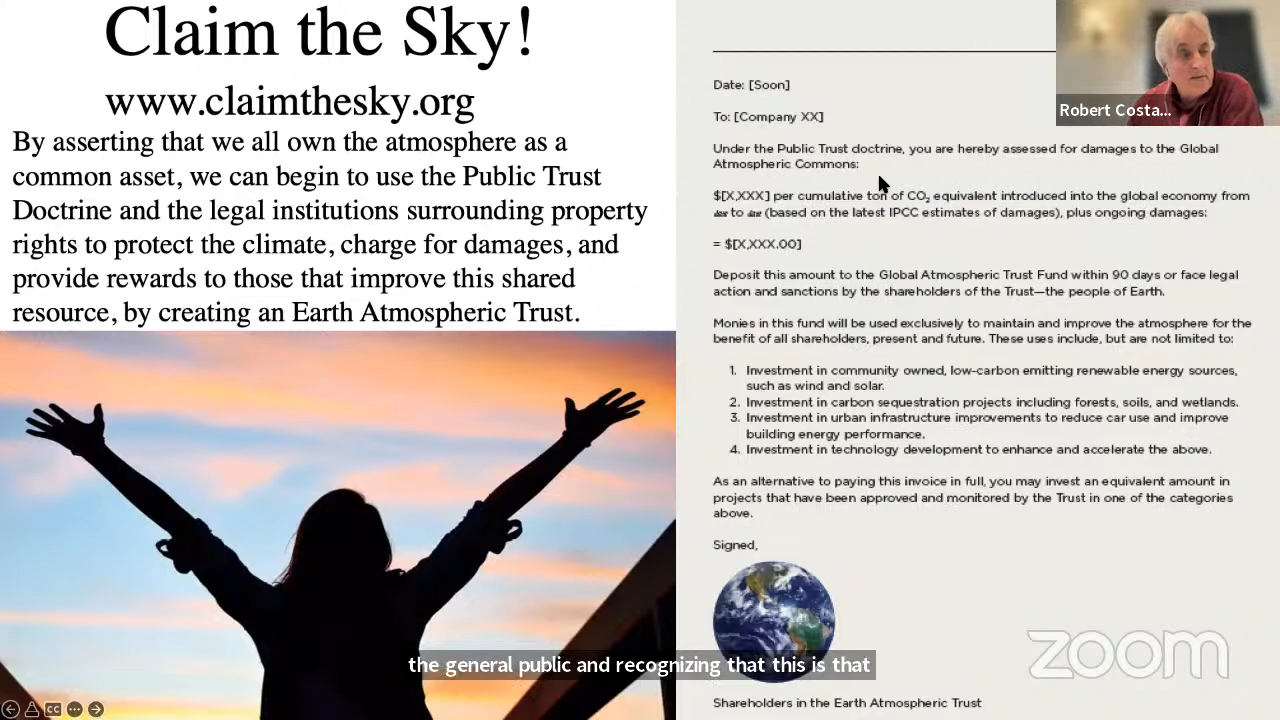 Claim the Sky!
www.claimthesky.org
By asserting that we all own the atmosphere as a
common asset, we can begin to use the Public Trust
Doctrine and the legal institutions surrounding property
rights to protect the climate, charge for damages, and
provide rewards to those that improve this shared
resource, by creating an Earth Atmospheric Trust.
Date: [Soon]
To: [Company XX]
Under the Public Trust doctrine, you are hereby assessed for damages to the Global
Atmospheric Commons:
$[X,XXX] per cumulative ton of CO₂ equivalent introduced into the global economy from
to (based on the latest IPCC estimates of damages), plus ongoing damages:
= $[X,XXX.00]
Deposit this amount to the Global Atmospheric Trust Fund within 90 days or face legal
action and sanctions by the shareholders of the Trust—the people of Earth.
Monies in this fund will be used exclusively to maintain and improve the atmosphere for the
benefit of all shareholders, present and future. These uses include, but are not limited to:
1. Investment in community owned, low-carbon emitting renewable energy sources,
such as wind and solar.
2. Investment in carbon sequestration projects including forests, soils, and wetlands.
3. Investment in urban infrastructure improvements to reduce car use and improve
building energy performance.
4. Investment in technology development to enhance and accelerate the above.
As an alternative to paying this invoice in full, you may invest an equivalent amount in
projects that have been approved and monitored by the Trust in one of the categories
above.
Signed,
Shareholders in the Earth Atmospheric Trust
Robert Costa...
the general public and recognizing that this is that
zoom
CC